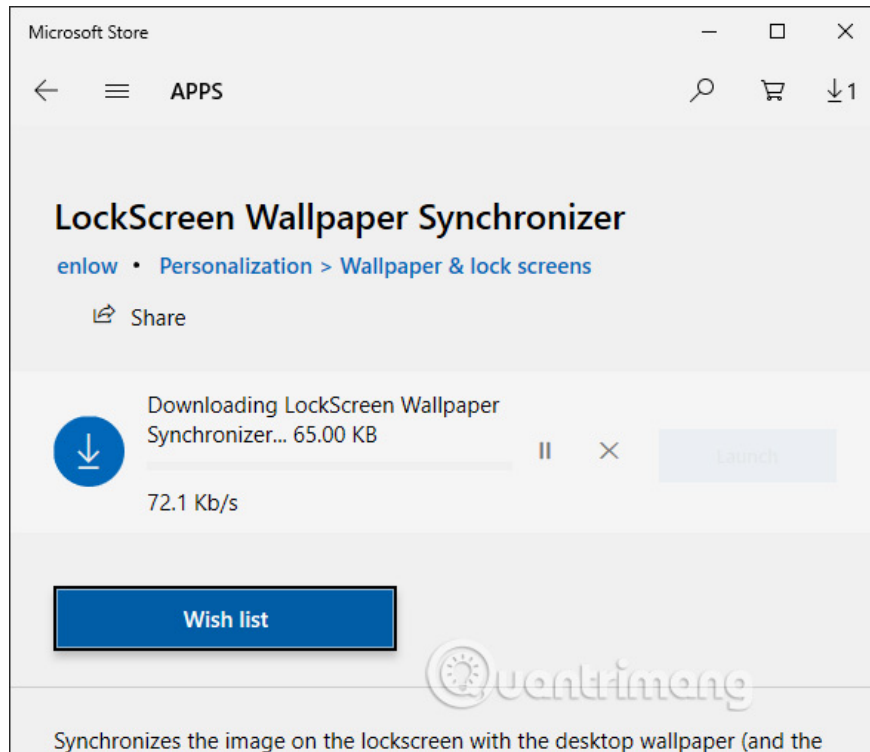 Microsoft Store
APPS
1
LockScreen Wallpaper Synchronizer
enlow • Personalization > Wallpaper & lock screens
Share
Downloading LockScreen Wallpaper
Synchronizer... 65.00 KB
Launch
72.1 Kb/s
Wish list
Quantrimang
Synchronizes the image on the lockscreen with the desktop wallpaper (and the